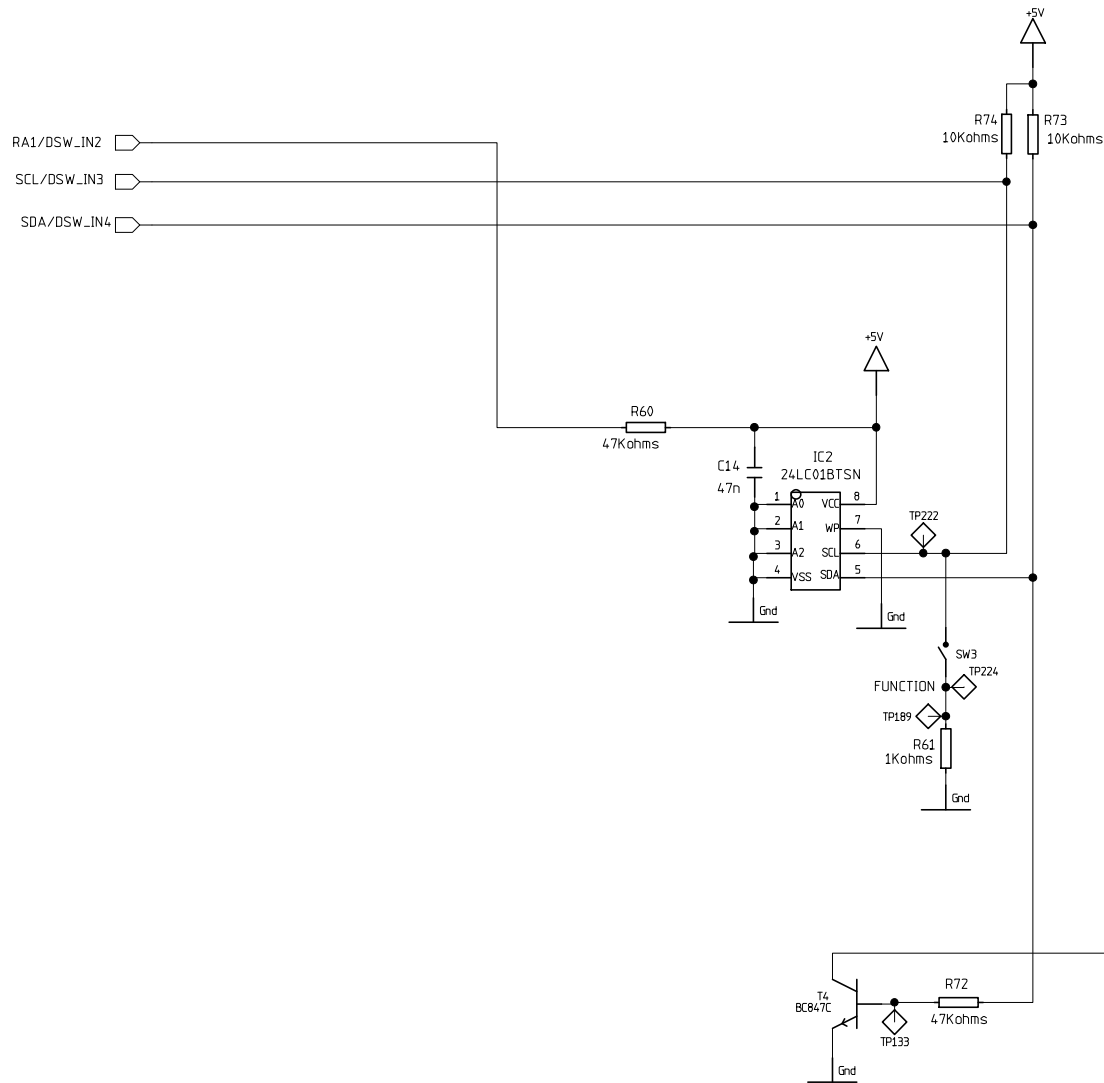 +5V
R74
R73
10Kohms
10Kohms
RA1/DSW_IN2
SCL/DSW_IN3
SDA/DSW_IN4
+5V
R60
47Kohms
C14
47n
IC2
24LC01BTSN
1 A0 VCC 8
2 A1 WP 7
3 A2 SCL 6
4 VSS SDA 5
TP222
Gnd
Gnd
SW3
TP224
FUNCTION
TP189
R61
1Kohms
Gnd
R72
47Kohms
T4
BC847C
TP133
Gnd